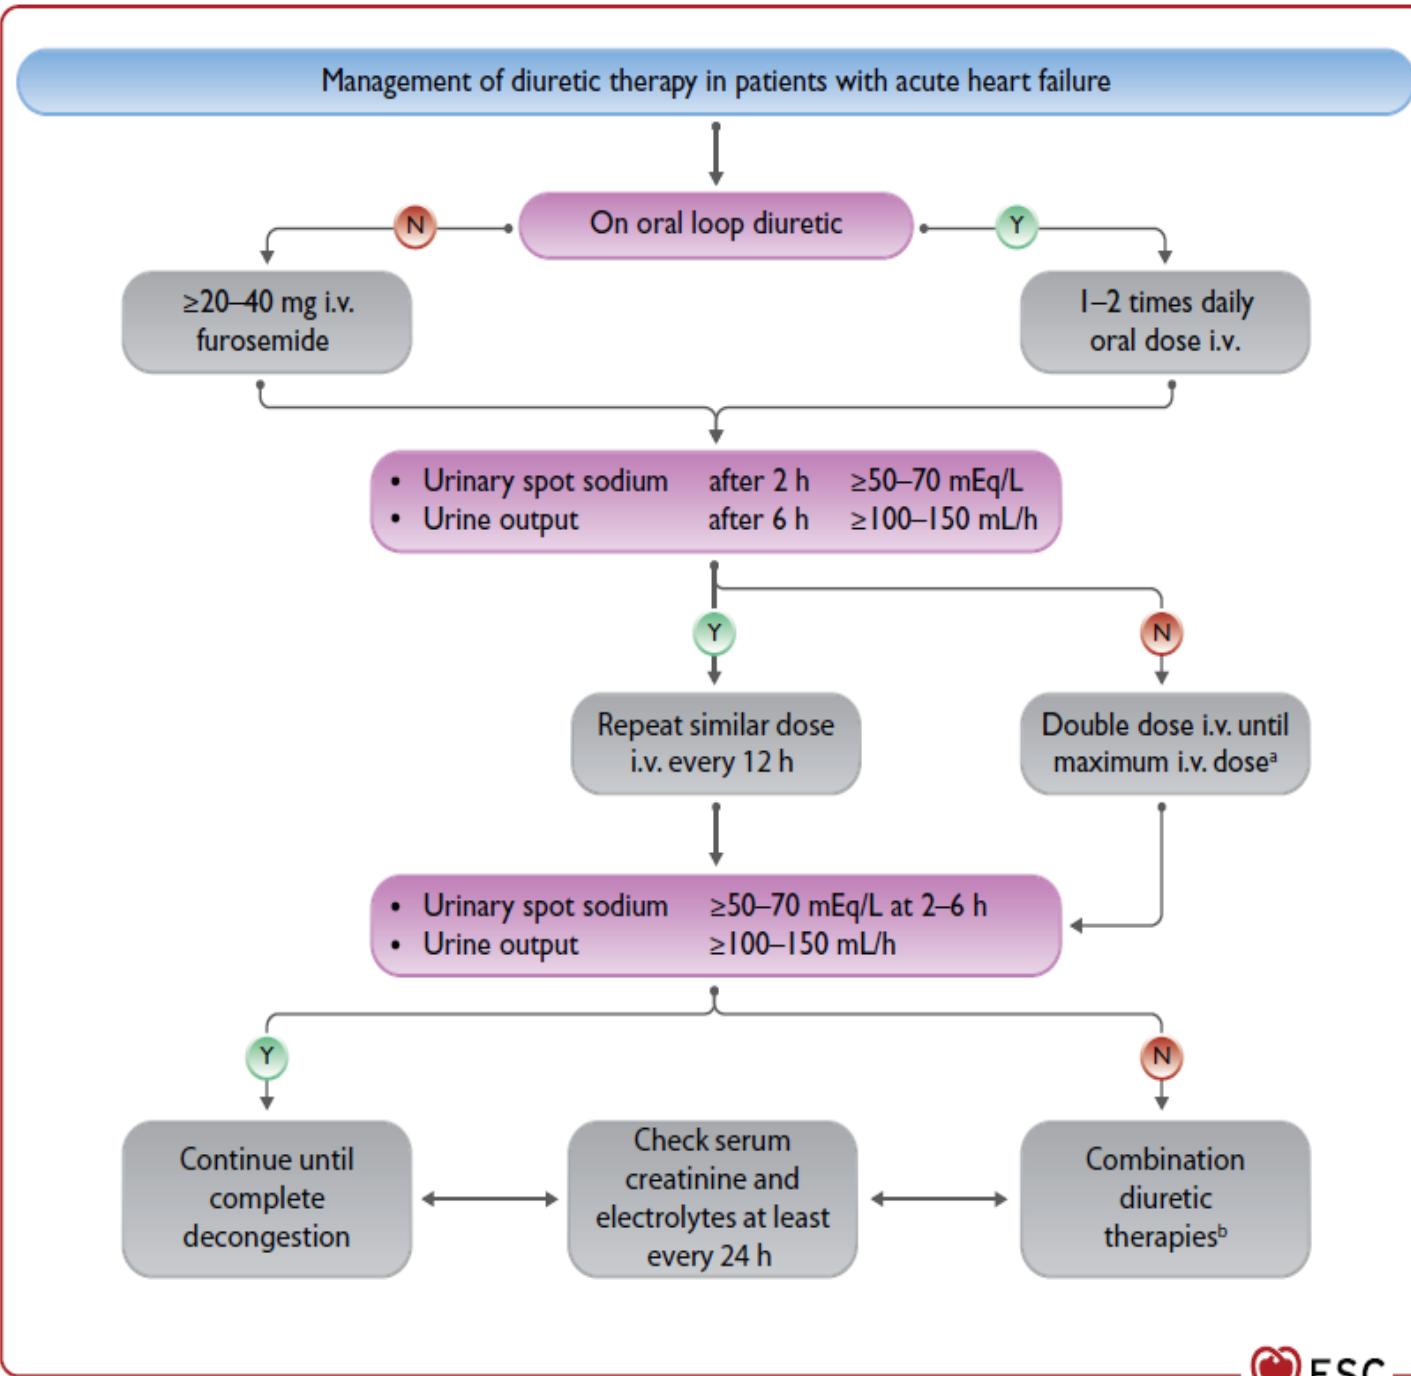 Management of diuretic therapy in patients with acute heart failure
On oral loop diuretic
N
Y
≥20–40 mg i.v.
furosemide
1–2 times daily
oral dose i.v.
• Urinary spot sodium after 2 h ≥50–70 mEq/L
• Urine output after 6 h ≥100–150 mL/h
Y
N
Repeat similar dose
i.v. every 12 h
Double dose i.v. until
maximum i.v. doseᵃ
• Urinary spot sodium ≥50–70 mEq/L at 2–6 h
• Urine output ≥100–150 mL/h
Y
N
Continue until
complete
decongestion
Check serum
creatinine and
electrolytes at least
every 24 h
Combination
diuretic
therapiesᵇ
ESC